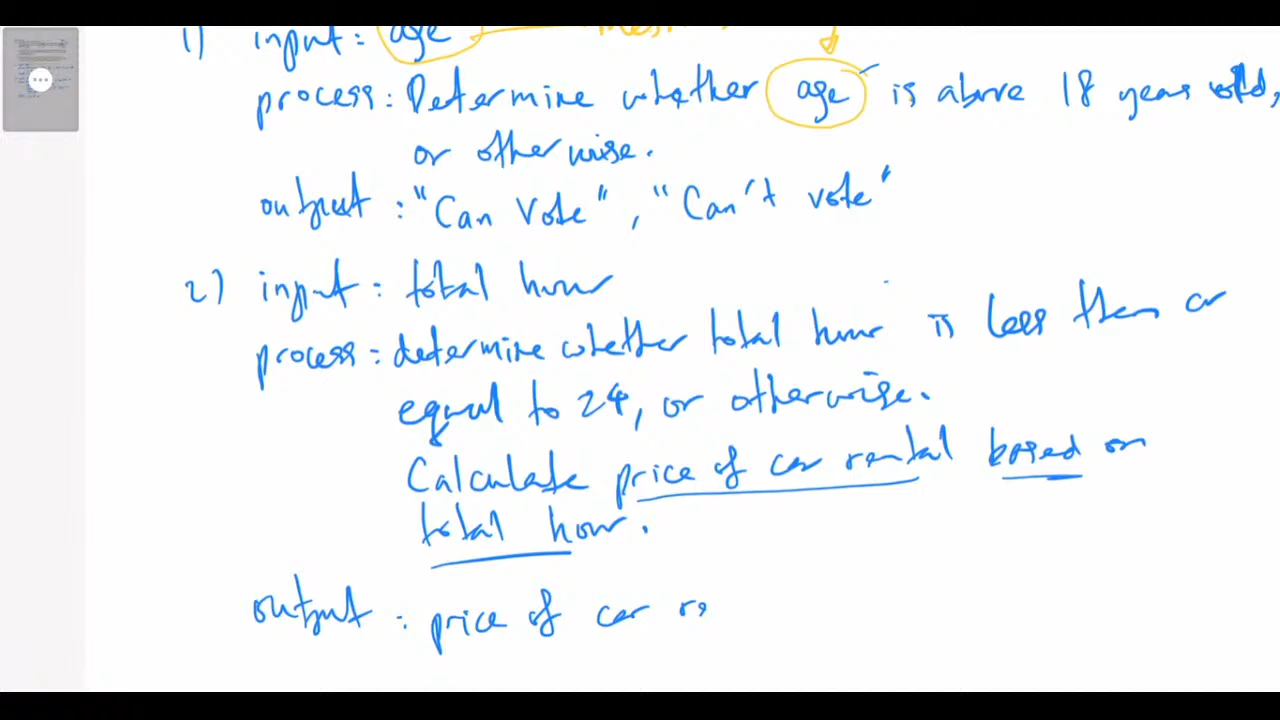 1) input: age
process: Determine whether age is above 18 years old,
or otherwise.
output: "Can Vote", "Can't vote"
2) input: total hour
process: determine whether total hour is less than or
equal to 24, or otherwise.
Calculate price of car rental based on
total hour.
output: price of car r